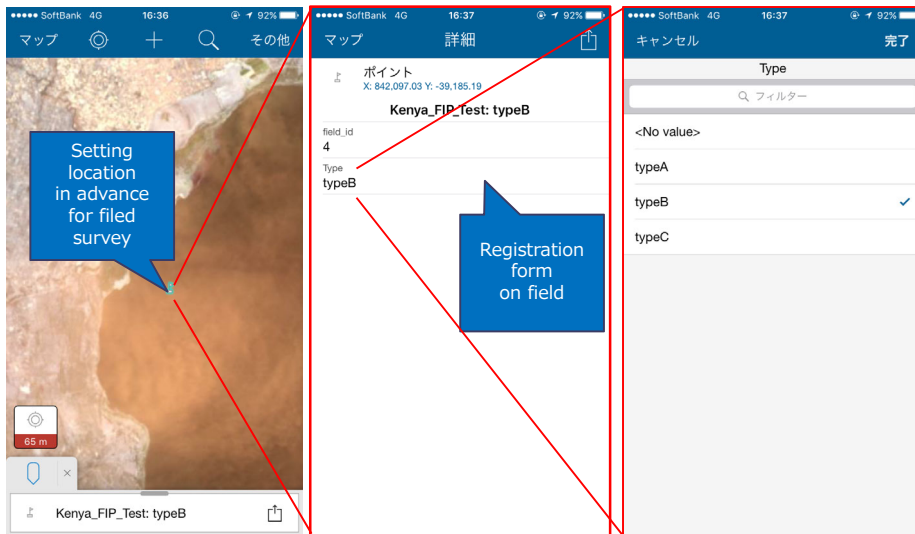 SoftBank 4G 16:36 92%
マップ その他
Setting
location
in advance
for filed
survey
65 m
×
Kenya_FIP_Test: typeB
SoftBank 4G 16:37 92%
マップ 詳細
ポイント
X: 842,097.03 Y: -39,185.19
Kenya_FIP_Test: typeB
field_id
4
Type
typeB
Registration
form
on field
SoftBank 4G 16:37 92%
キャンセル 完了
Type
フィルター
<No value>
typeA
typeB
typeC